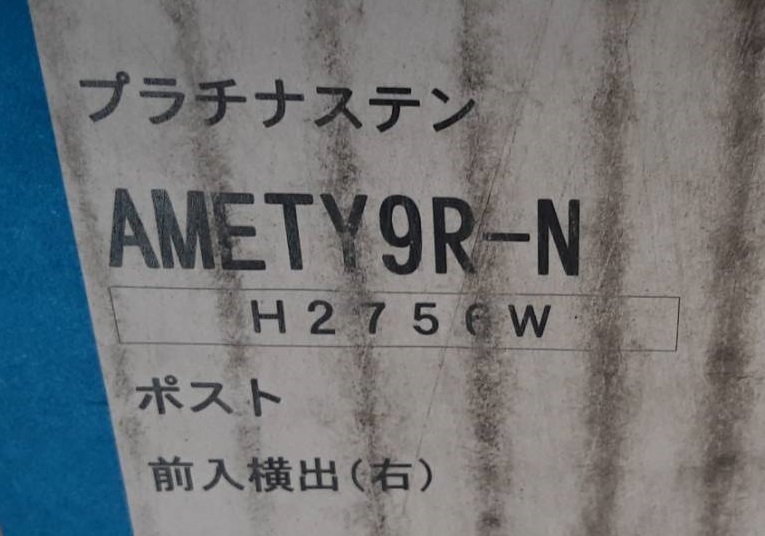 プラチナステン
AMETY9R-N
H2756W
ポスト
前入横出(右)